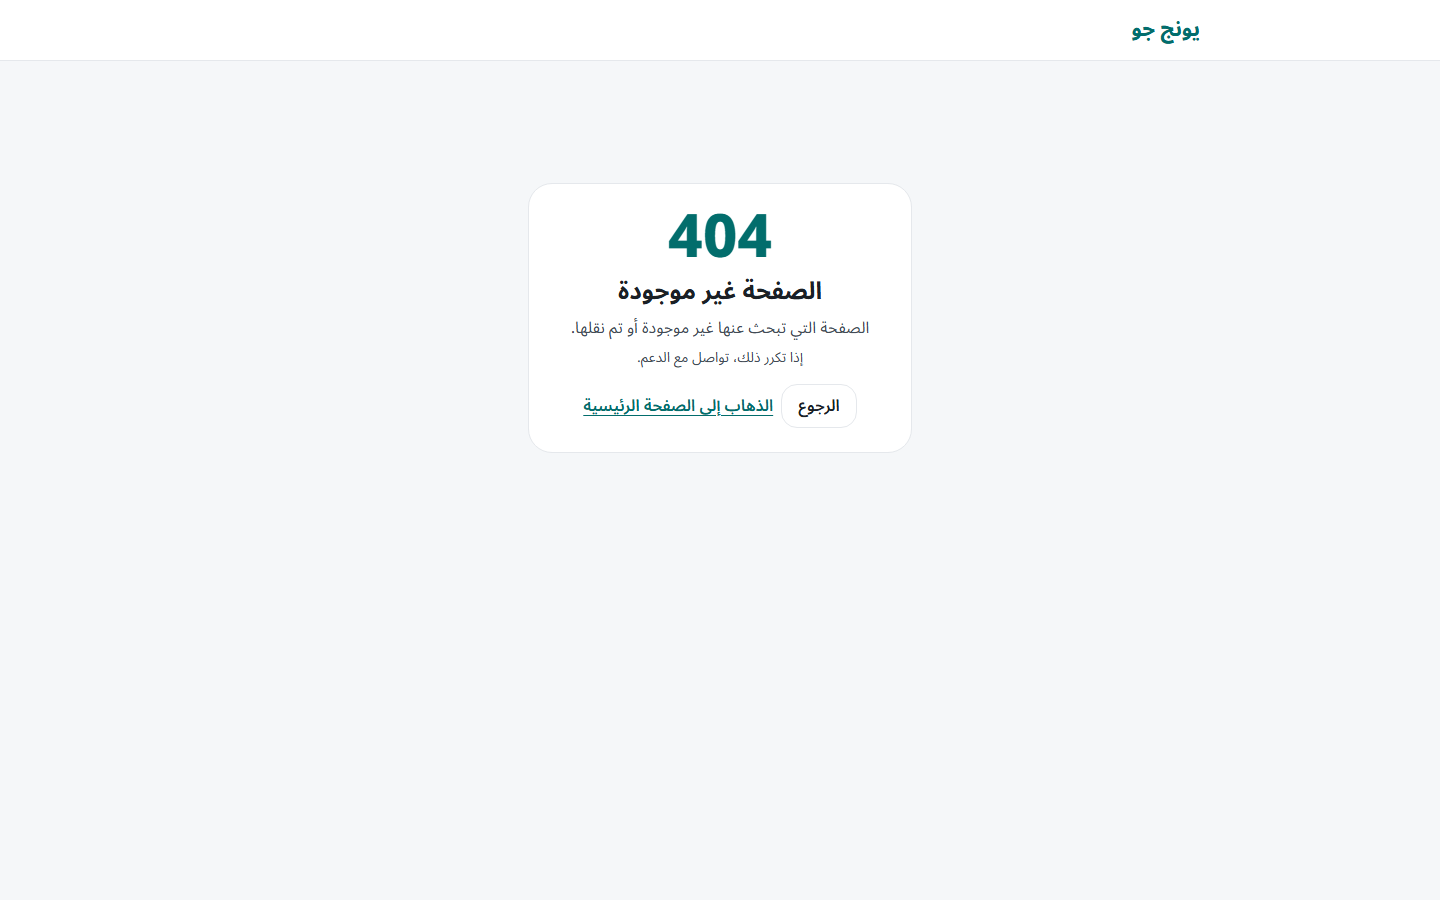 يونج جو
404
الصفحة غير موجودة
الصفحة التي تبحث عنها غير موجودة أو تم نقلها.
إذا تكرر ذلك، تواصل مع الدعم.
الرجوع الذهاب إلى الصفحة الرئيسية